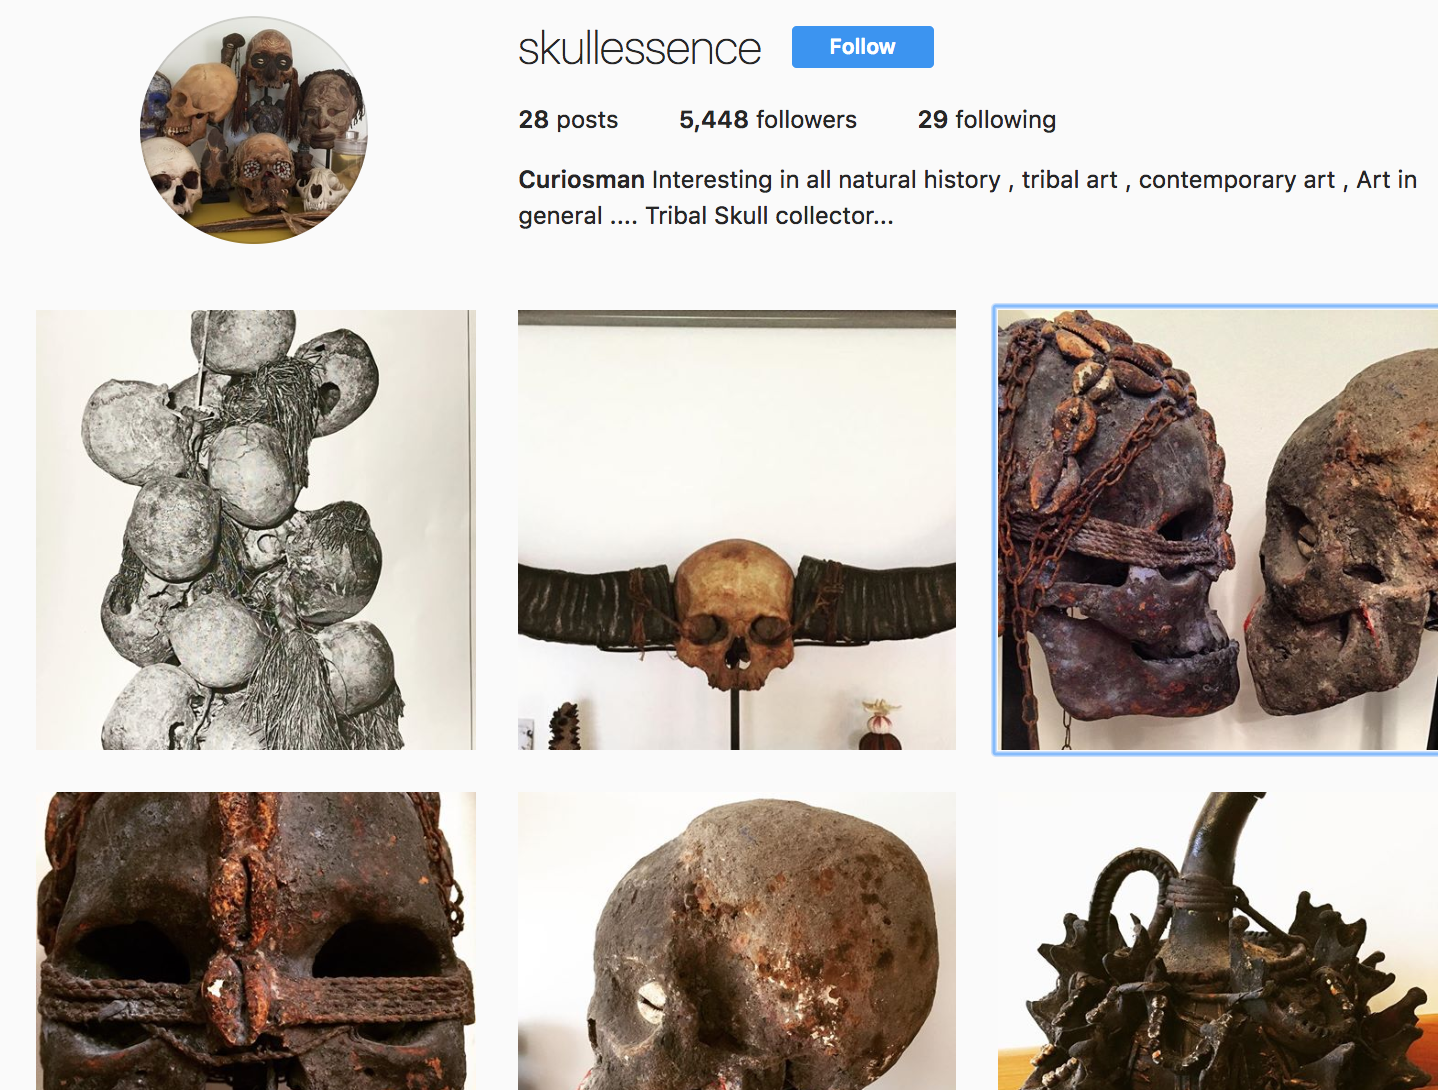 skullessence Follow
28 posts 5,448 followers 29 following
Curiosman Interesting in all natural history , tribal art , contemporary art , Art in
general .... Tribal Skull collector...